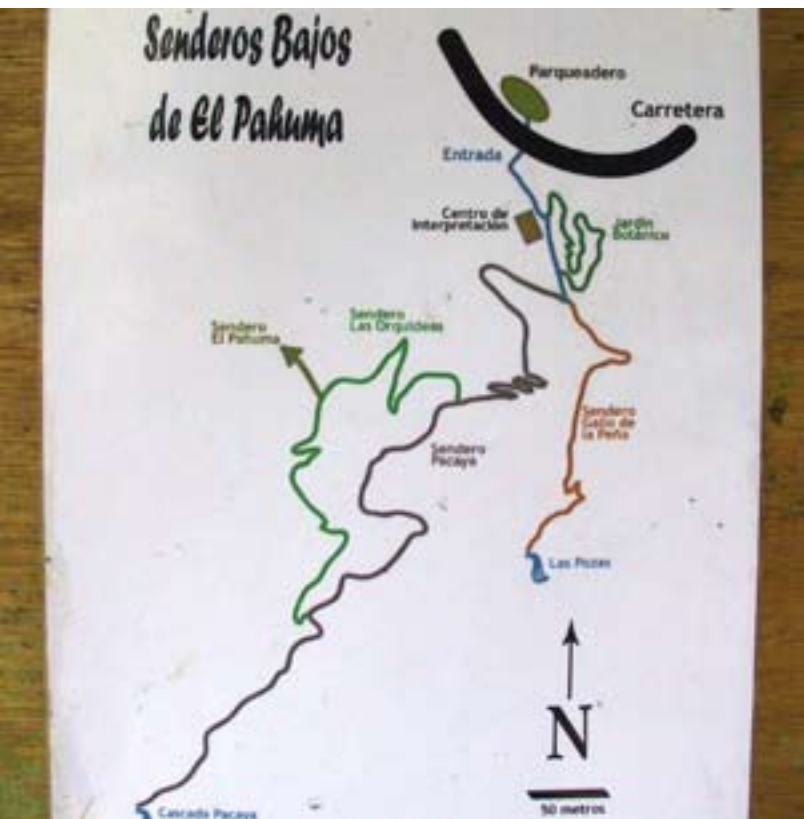 Senderos Bajos
de El Pahuma
Parqueadero
Carretera
Entrada
Centro de
Interpretación
Jardín
Botánico
Sendero
Las Orquídeas
Sendero
El Pahuma
Sendero
Gallo de
la Peña
Sendero
Pacaya
Las Pozas
N
50 metros
Cascada Pacaya